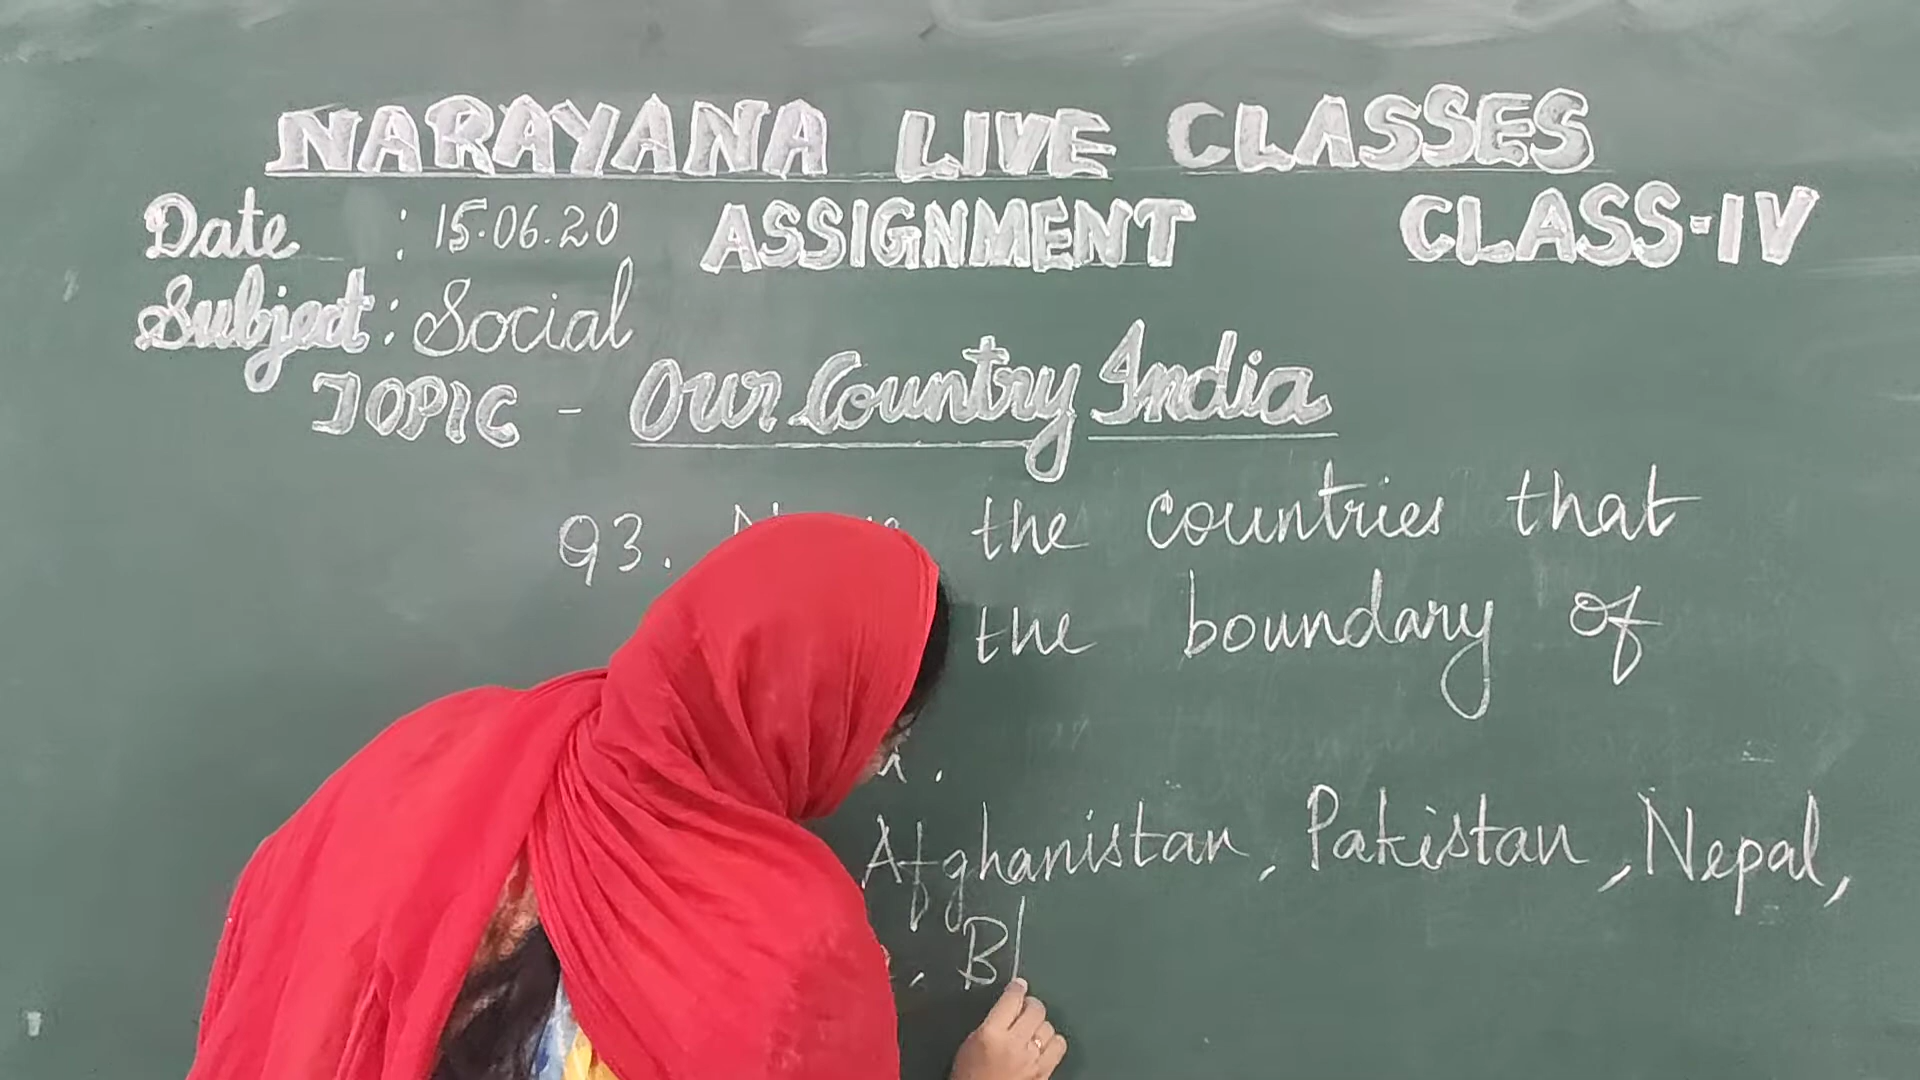 NARAYANA LIVE CLASSES
Date : 15.06.20 ASSIGNMENT CLASS-IV
Subject : Social
TOPIC - Our Country India
Q3. the countries that
the boundary of
Afghanistan, Pakistan, Nepal,